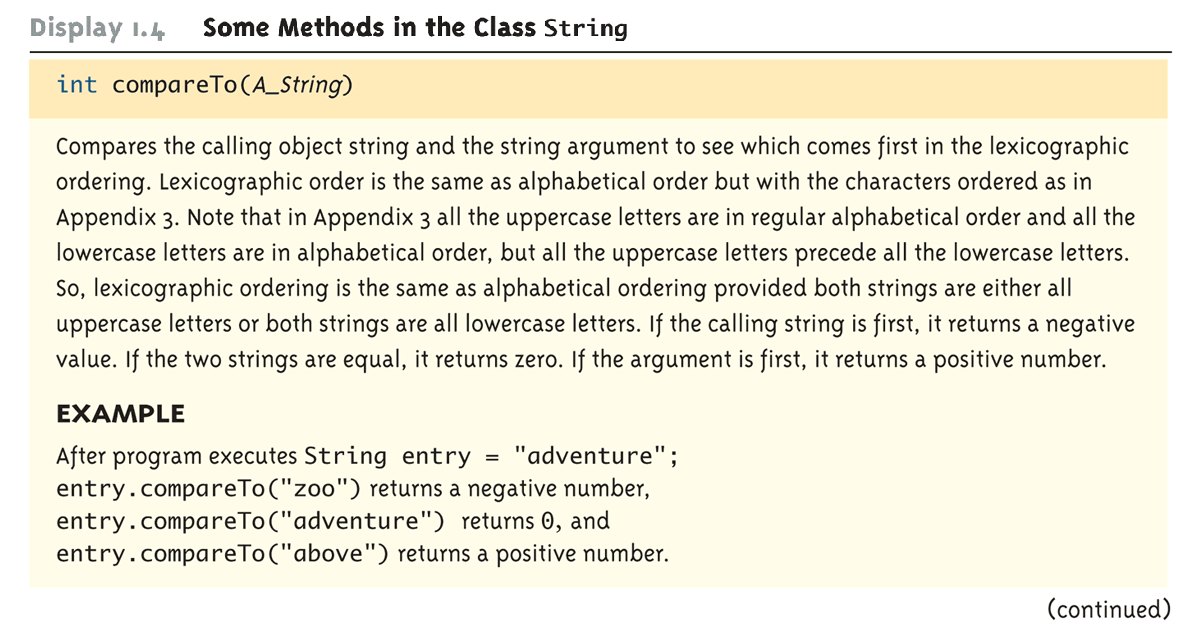 Display 1.4 Some Methods in the Class String
int compareTo(A_String)
Compares the calling object string and the string argument to see which comes first in the lexicographic
ordering. Lexicographic order is the same as alphabetical order but with the characters ordered as in
Appendix 3. Note that in Appendix 3 all the uppercase letters are in regular alphabetical order and all the
lowercase letters are in alphabetical order, but all the uppercase letters precede all the lowercase letters.
So, lexicographic ordering is the same as alphabetical ordering provided both strings are either all
uppercase letters or both strings are all lowercase letters. If the calling string is first, it returns a negative
value. If the two strings are equal, it returns zero. If the argument is first, it returns a positive number.
EXAMPLE
After program executes String entry = "adventure";
entry.compareTo("zoo") returns a negative number,
entry.compareTo("adventure") returns 0, and
entry.compareTo("above") returns a positive number.
(continued)